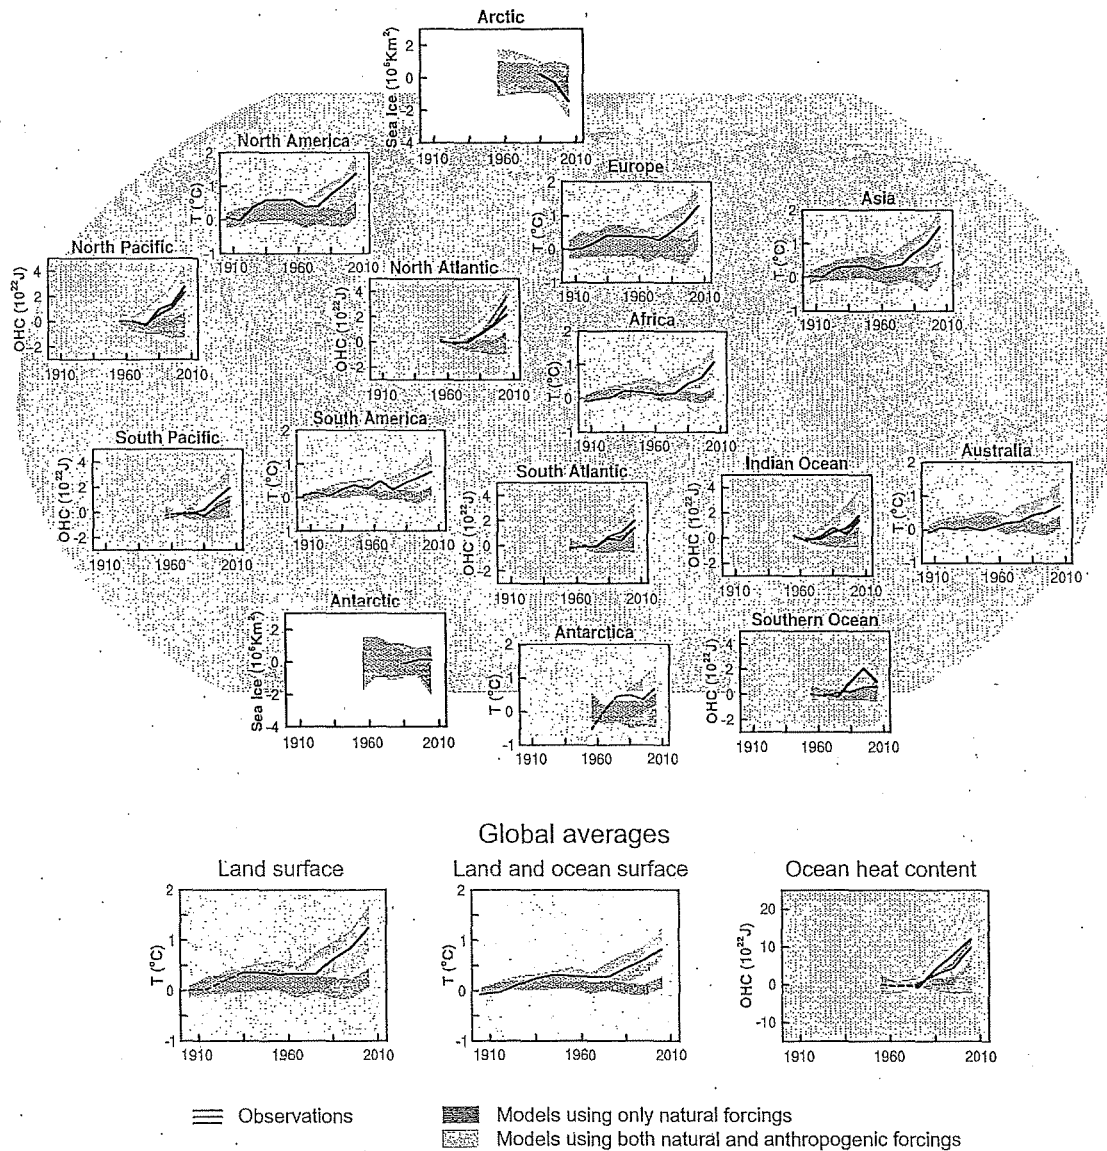 Arctic
Sea Ice (10⁶Km²)
2
0
-2
-4
1910 1960 2010
North America
T (°C)
2
1
0
-1
1910 1960 2010
Europe
T (°C)
2
1
0
-1
1910 1960 2010
Asia
T (°C)
2
1
0
-1
1910 1960 2010
North Pacific
OHC (10²²J)
4
2
0
-2
1910 1960 2010
North Atlantic
OHC (10²²J)
4
2
0
-2
1910 1960 2010
Africa
T (°C)
2
1
0
-1
1910 1960 2010
South Pacific
OHC (10²²J)
4
2
0
-2
1910 1960 2010
South America
T (°C)
2
1
0
-1
1910 1960 2010
South Atlantic
OHC (10²²J)
4
2
0
-2
1910 1960 2010
Indian Ocean
OHC (10²²J)
4
2
0
-2
1910 1960 2010
Australia
T (°C)
2
1
0
-1
1910 1960 2010
Antarctic
Sea Ice (10⁶Km²)
2
0
-2
-4
1910 1960 2010
Antarctica
T (°C)
2
1
0
-1
1910 1960 2010
Southern Ocean
OHC (10²²J)
4
2
0
-2
1910 1960 2010
Global averages
Land surface
T (°C)
2
1
0
-1
1910 1960 2010
Land and ocean surface
T (°C)
2
1
0
-1
1910 1960 2010
Ocean heat content
OHC (10²²J)
20
10
0
-10
1910 1960 2010
Observations
Models using only natural forcings
Models using both natural and anthropogenic forcings